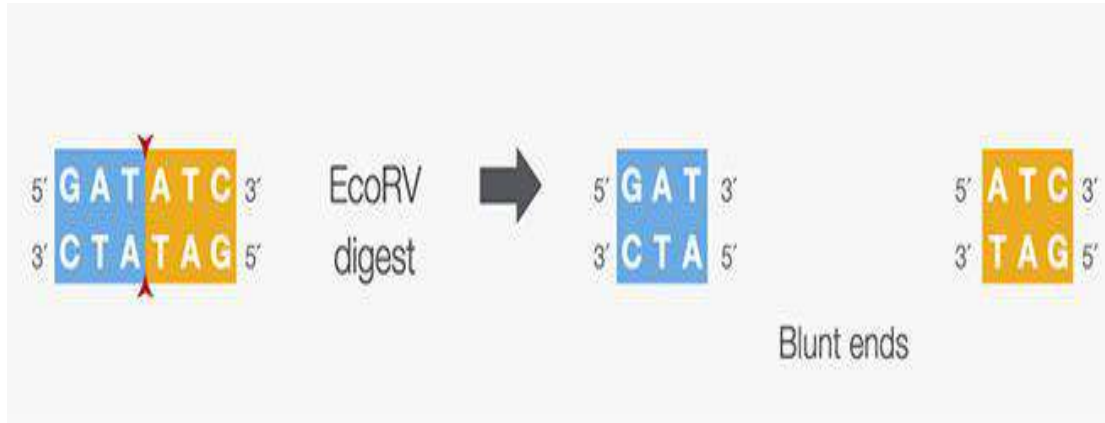 5′ G A T A T C 3′
3′ C T A T A G 5′
EcoRV
digest
5′ G A T 3′
3′ C T A 5′
5′ A T C 3′
3′ T A G 5′
Blunt ends